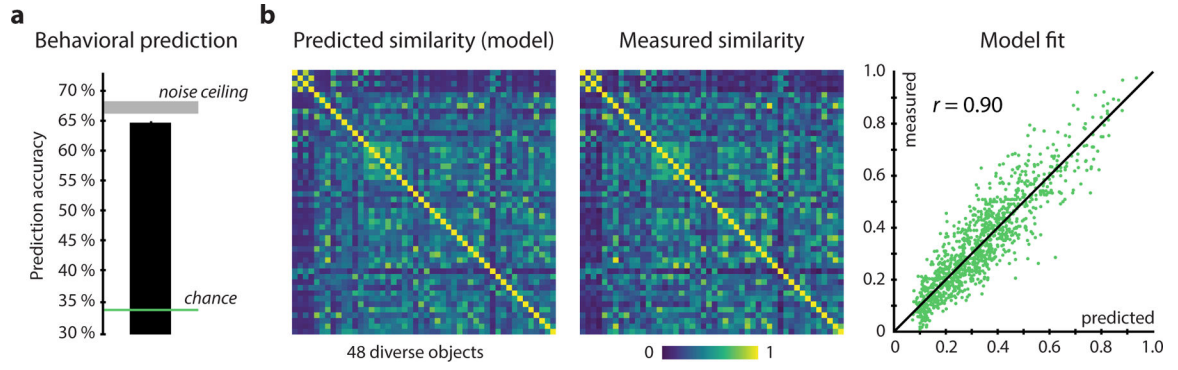 a
Behavioral prediction
Prediction accuracy
70 %
65 %
60 %
55 %
50 %
45 %
40 %
35 %
30 %
noise ceiling
chance
b
Predicted similarity (model)
48 diverse objects
Measured similarity
0
1
Model fit
measured
r = 0.90
1.0
0.8
0.6
0.4
0.2
0
predicted
0
0.2
0.4
0.6
0.8
1.0